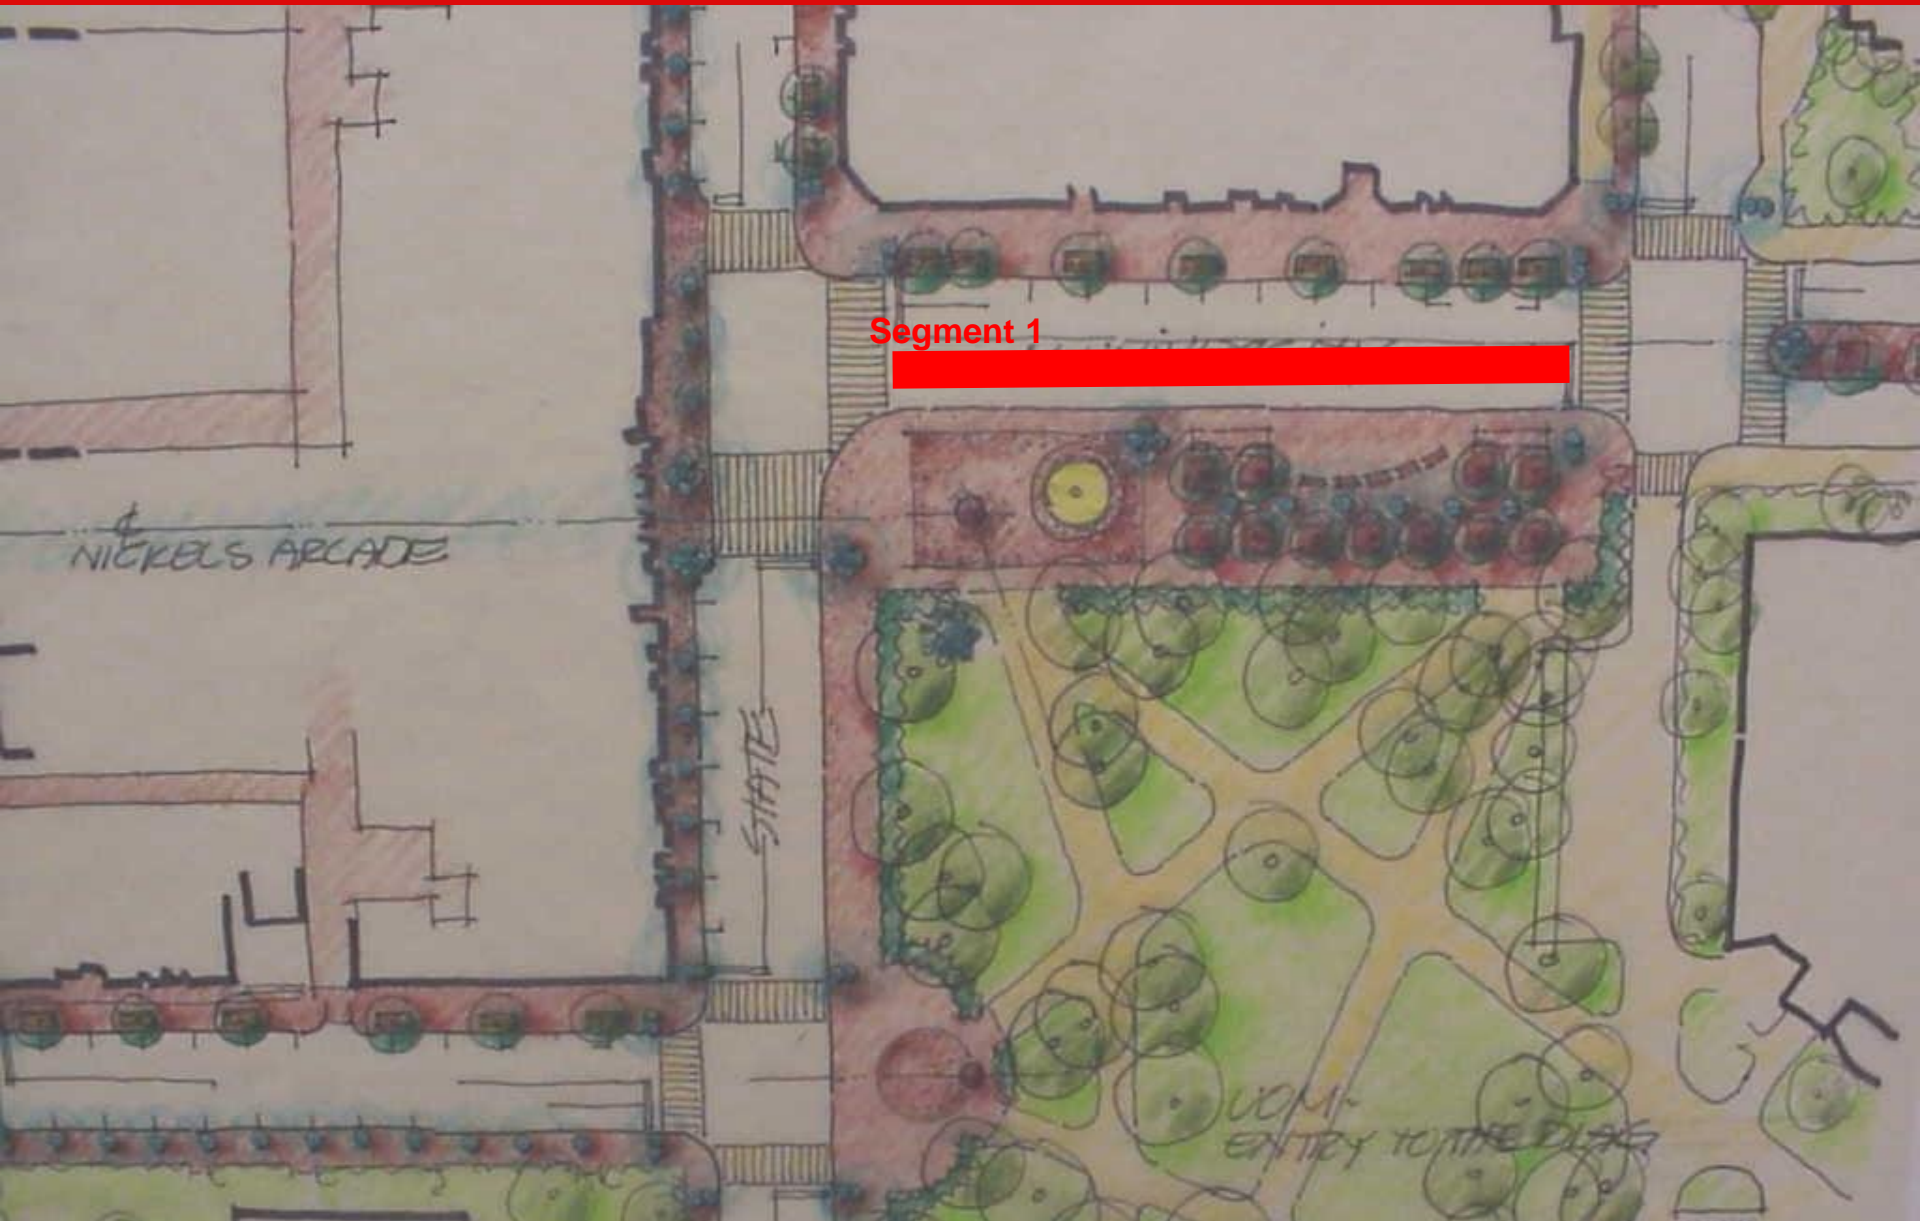 Segment 1
NICKELS ARCADE
STATE
UOM-
ENTRY TO THE DIAG